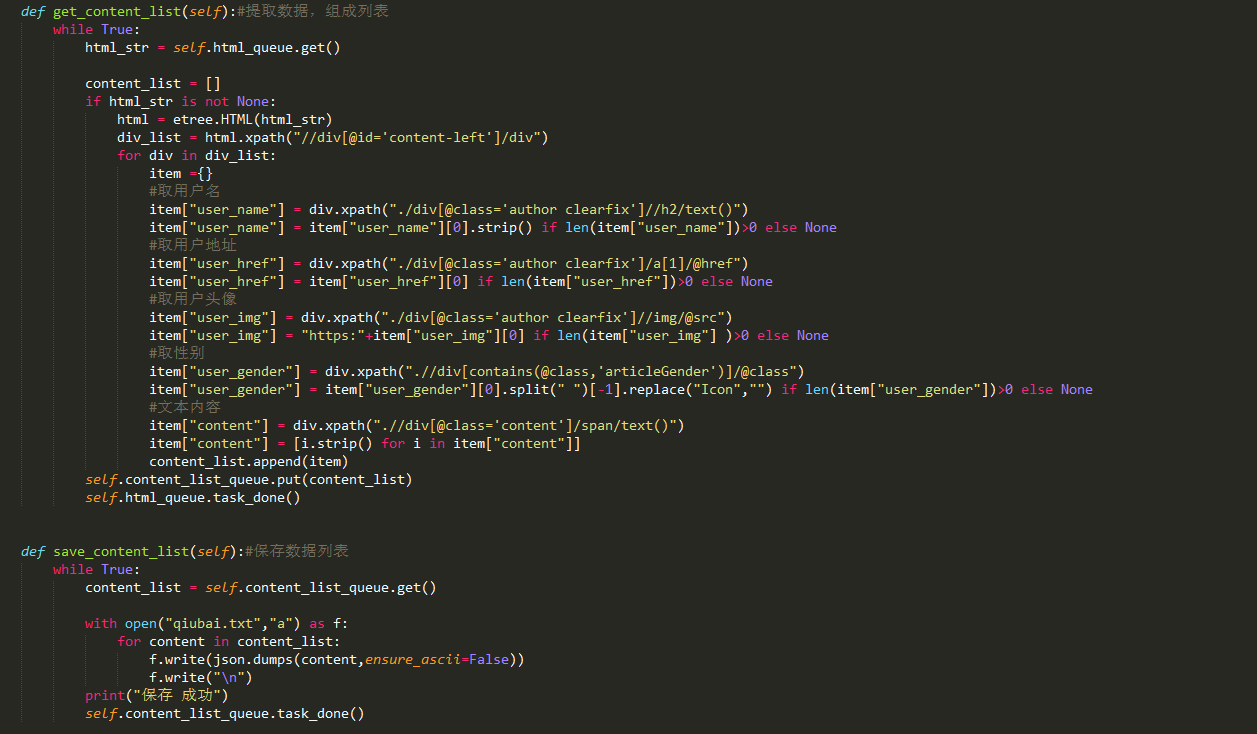 def get_content_list(self):#提取数据，组成列表
    while True:
        html_str = self.html_queue.get()

        content_list = []
        if html_str is not None:
            html = etree.HTML(html_str)
            div_list = html.xpath("//div[@id='content-left']/div")
            for div in div_list:
                item ={}
                #取用户名
                item["user_name"] = div.xpath("./div[@class='author clearfix']//h2/text()")
                item["user_name"] = item["user_name"][0].strip() if len(item["user_name"])>0 else None
                #取用户地址
                item["user_href"] = div.xpath("./div[@class='author clearfix']/a[1]/@href")
                item["user_href"] = item["user_href"][0] if len(item["user_href"])>0 else None
                #取用户头像
                item["user_img"] = div.xpath("./div[@class='author clearfix']//img/@src")
                item["user_img"] = "https:"+item["user_img"][0] if len(item["user_img"] )>0 else None
                #取性别
                item["user_gender"] = div.xpath(".//div[contains(@class,'articleGender')]/@class")
                item["user_gender"] = item["user_gender"][0].split(" ")[-1].replace("Icon","") if len(item["user_gender"])>0 else None
                #文本内容
                item["content"] = div.xpath(".//div[@class='content']/span/text()")
                item["content"] = [i.strip() for i in item["content"]]
                content_list.append(item)
        self.content_list_queue.put(content_list)
        self.html_queue.task_done()

def save_content_list(self):#保存数据列表
    while True:
        content_list = self.content_list_queue.get()

        with open("qiubai.txt","a") as f:
            for content in content_list:
                f.write(json.dumps(content,ensure_ascii=False))
                f.write("\n")
        print("保存 成功")
        self.content_list_queue.task_done()